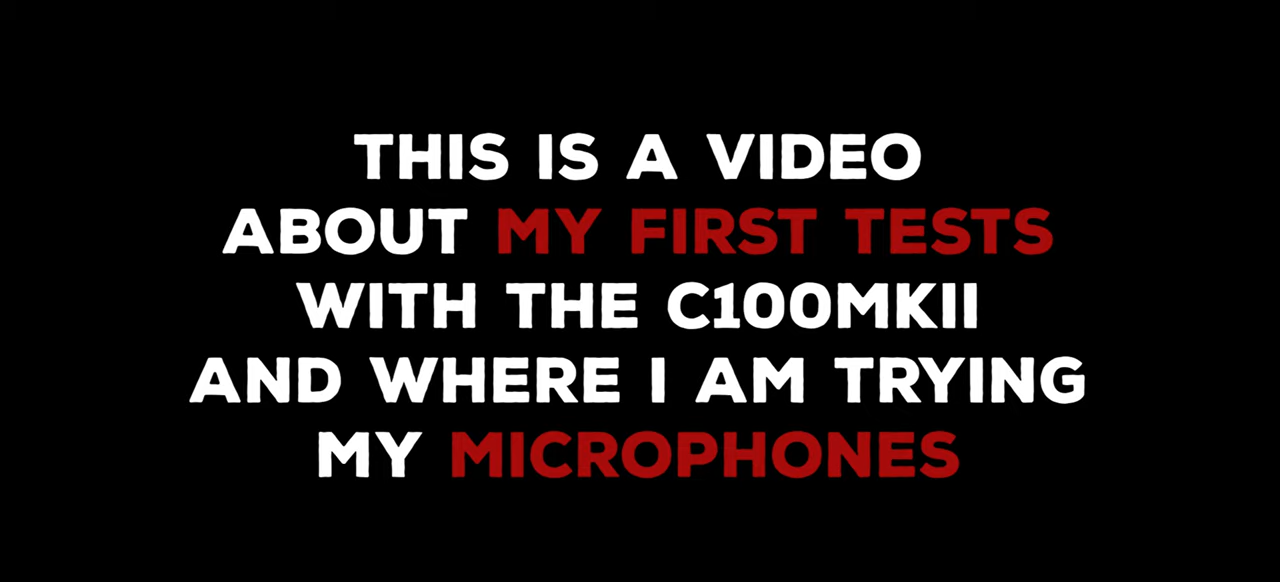 THIS IS A VIDEO
ABOUT MY FIRST TESTS
WITH THE C100MKII
AND WHERE I AM TRYING
MY MICROPHONES